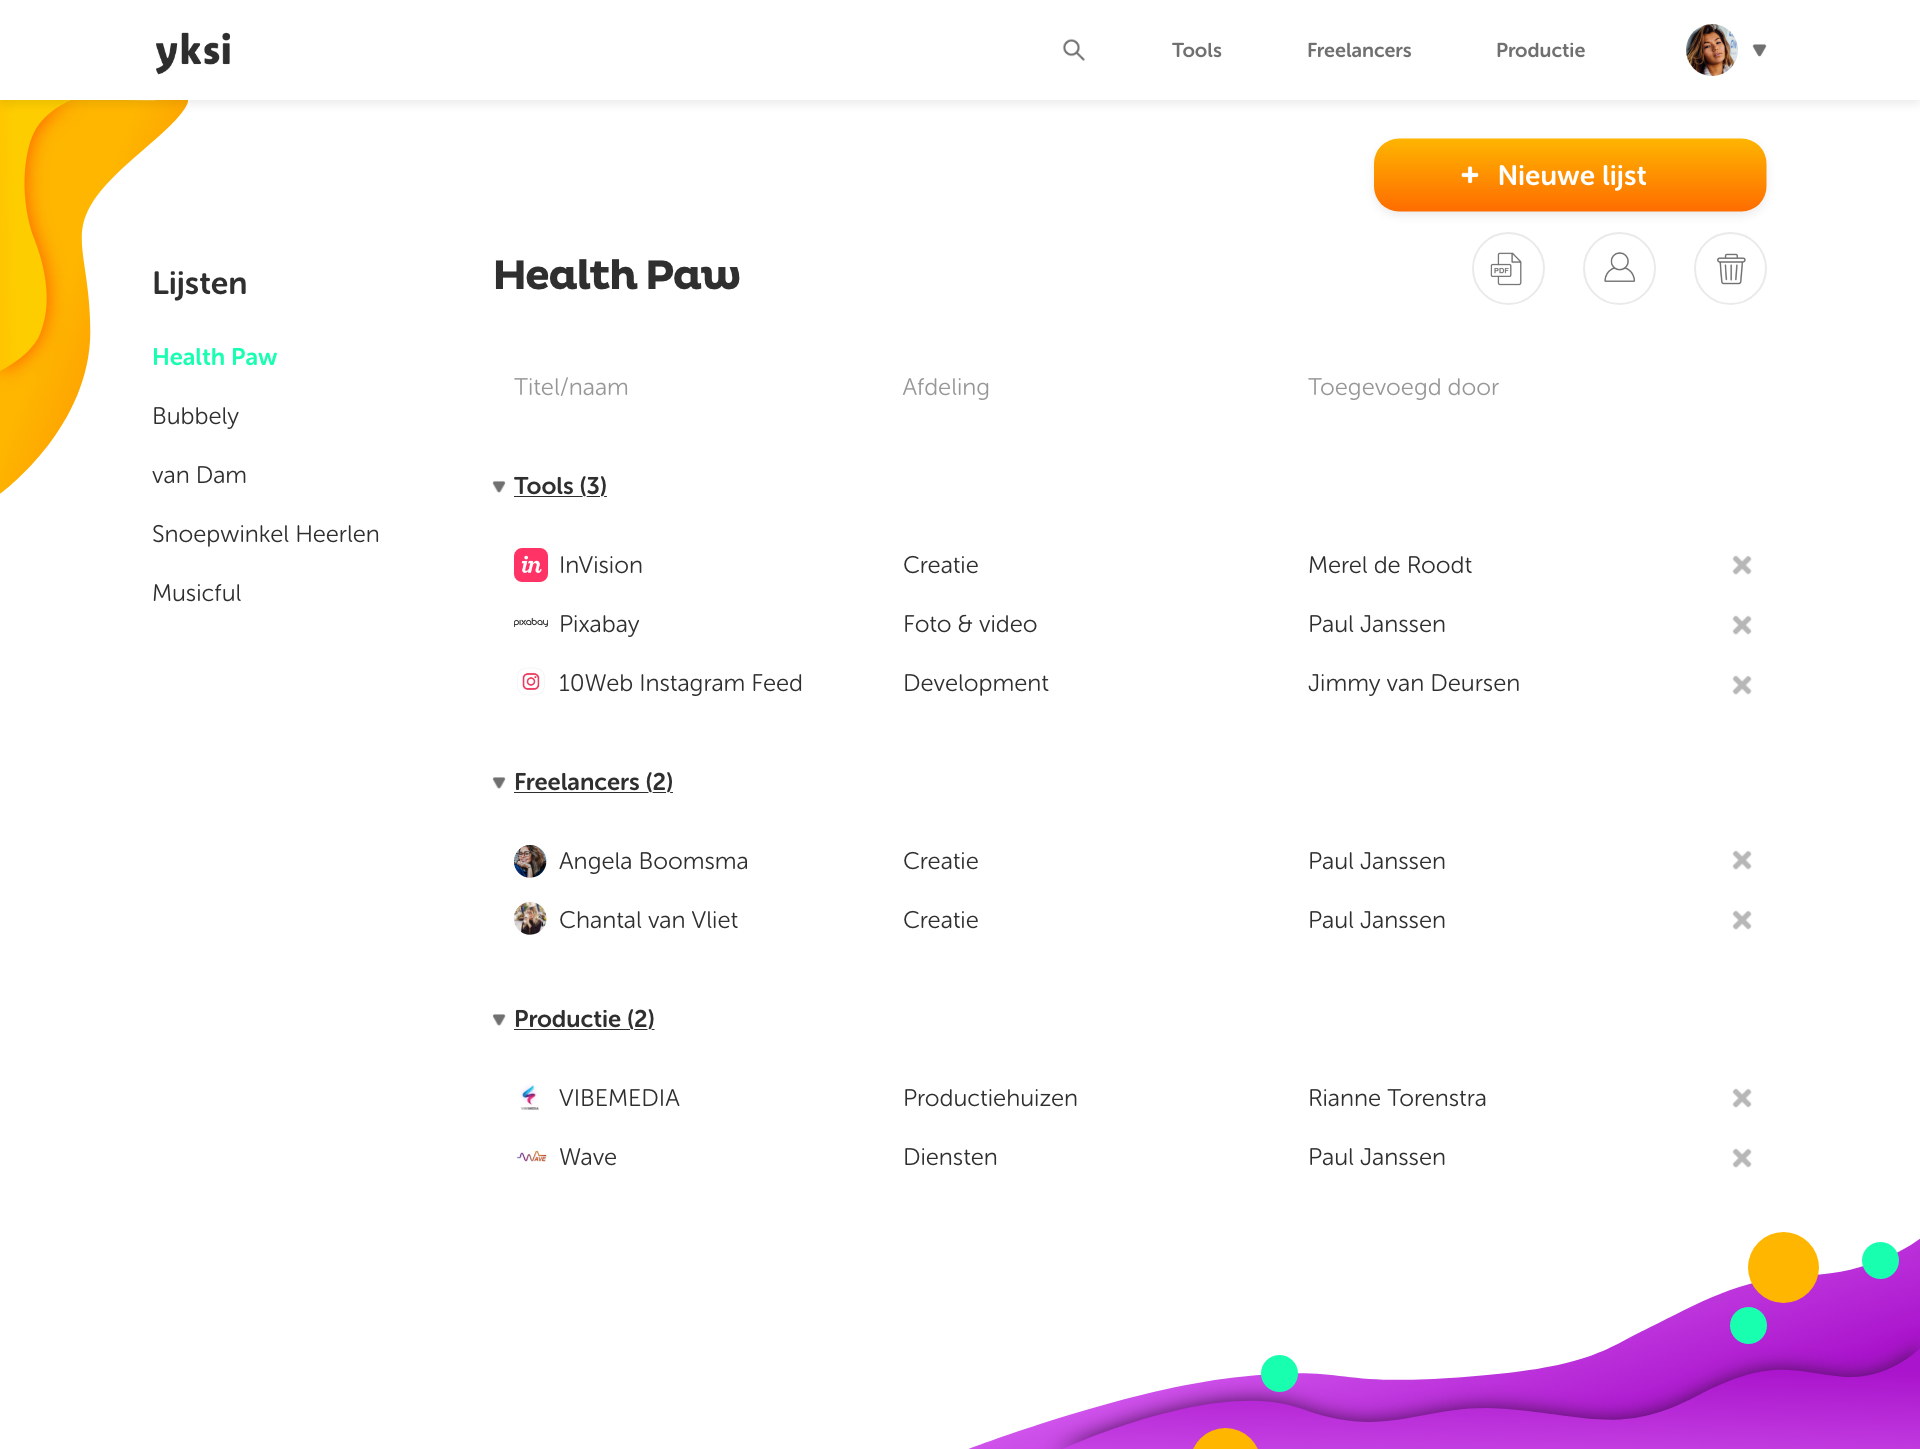 yksi
Tools Freelancers Productie
+ Nieuwe lijst
Lijsten
Health Paw
PDF
Health Paw
Bubbely
van Dam
Snoepwinkel Heerlen
Musicful
Titel/naam Afdeling Toegevoegd door
Tools (3)
in InVision Creatie Merel de Roodt
pixabay Pixabay Foto & video Paul Janssen
10Web Instagram Feed Development Jimmy van Deursen
Freelancers (2)
Angela Boomsma Creatie Paul Janssen
Chantal van Vliet Creatie Paul Janssen
Productie (2)
VIBEMEDIA Productiehuizen Rianne Torenstra
WAVE Wave Diensten Paul Janssen